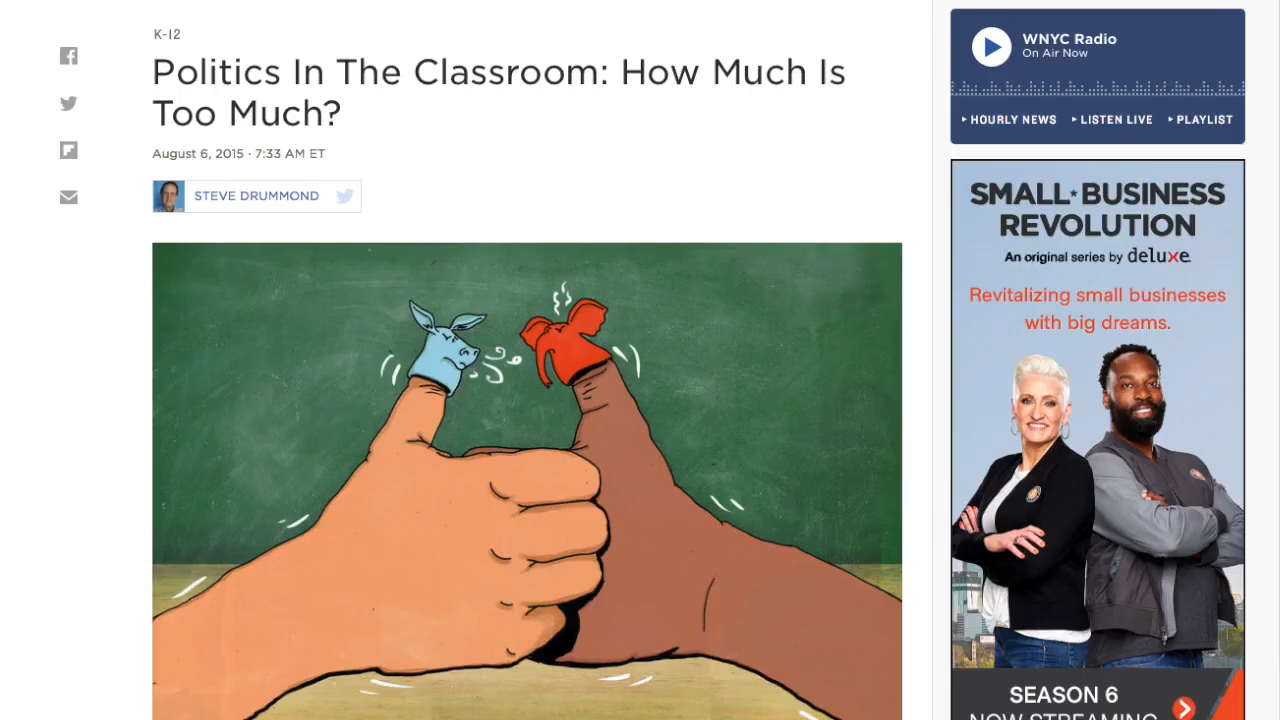 K-12
Politics In The Classroom: How Much Is
Too Much?
August 6, 2015 · 7:33 AM ET
STEVE DRUMMOND
WNYC Radio
On Air Now
HOURLY NEWS
LISTEN LIVE
PLAYLIST
SMALL★BUSINESS
REVOLUTION
An original series by deluxe.
Revitalizing small businesses
with big dreams.
SEASON 6
NOW STREAMING